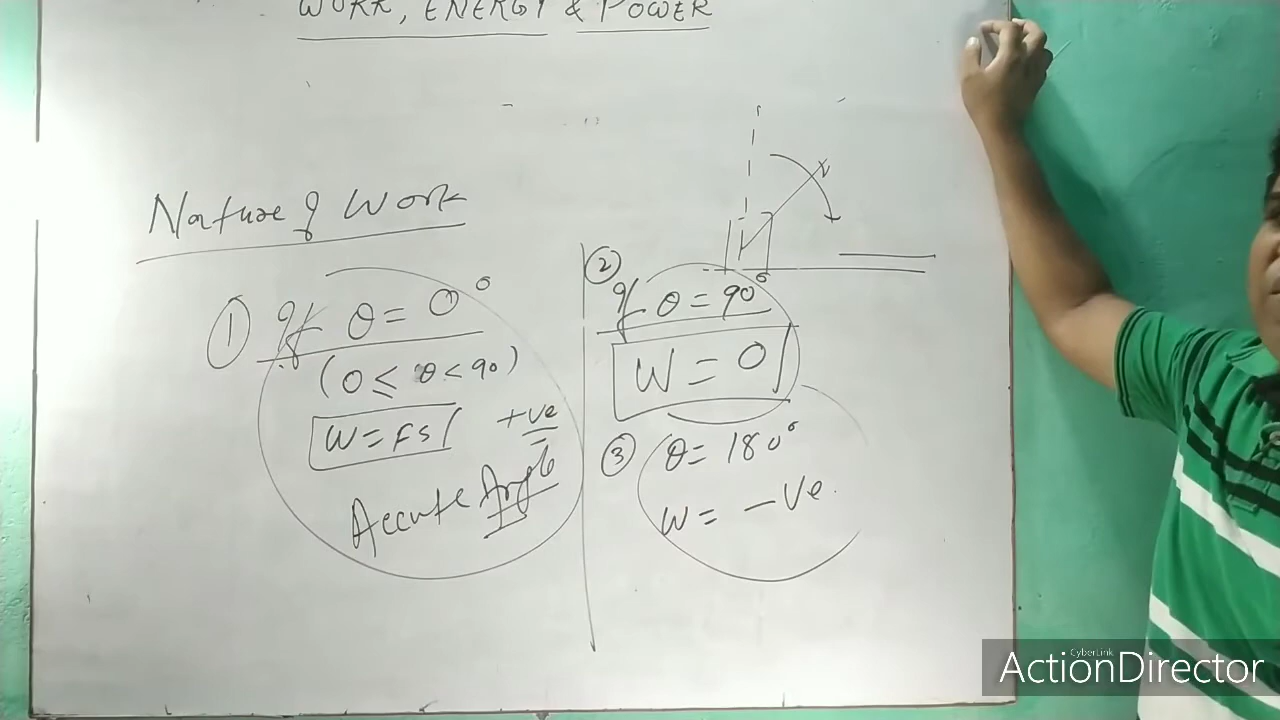 WORK, ENERGY & POWER
Nature of Work
① If θ = 0°
(0 ≤ θ < 90)
W = FS +ve
Accute Angle
②
If θ = 90°
W = 0
③ θ = 180°
W = -ve.
CyberLink
ActionDirector